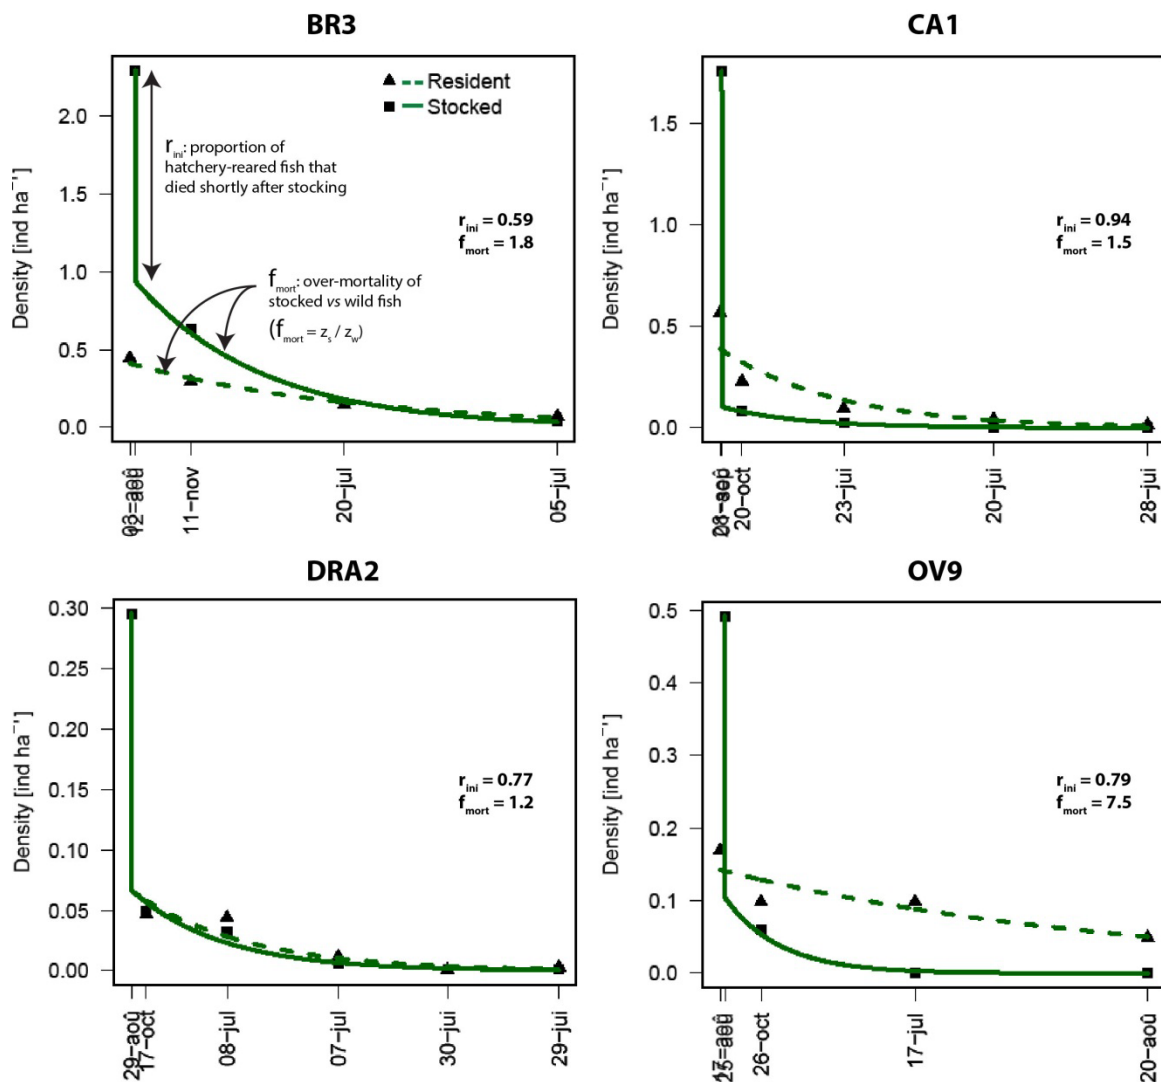 BR3
Density [ind ha⁻¹]
2.0
1.5
1.0
0.5
0.0
Resident
Stocked
r_ini: proportion of
hatchery-reared fish that
died shortly after stocking
r_ini = 0.59
f_mort = 1.8
f_mort: over-mortality of
stocked vs wild fish
(f_mort = z_s / z_w)
11-nov
20-jul
05-jul
CA1
Density [ind ha⁻¹]
1.5
1.0
0.5
0.0
r_ini = 0.94
f_mort = 1.5
20-oct
23-jul
20-jul
28-jul
DRA2
Density [ind ha⁻¹]
0.30
0.25
0.20
0.15
0.10
0.05
0.00
r_ini = 0.77
f_mort = 1.2
29-aoû
17-oct
08-jul
07-jul
30-jul
29-jul
OV9
Density [ind ha⁻¹]
0.5
0.4
0.3
0.2
0.1
0.0
r_ini = 0.79
f_mort = 7.5
26-oct
17-jul
20-aoû